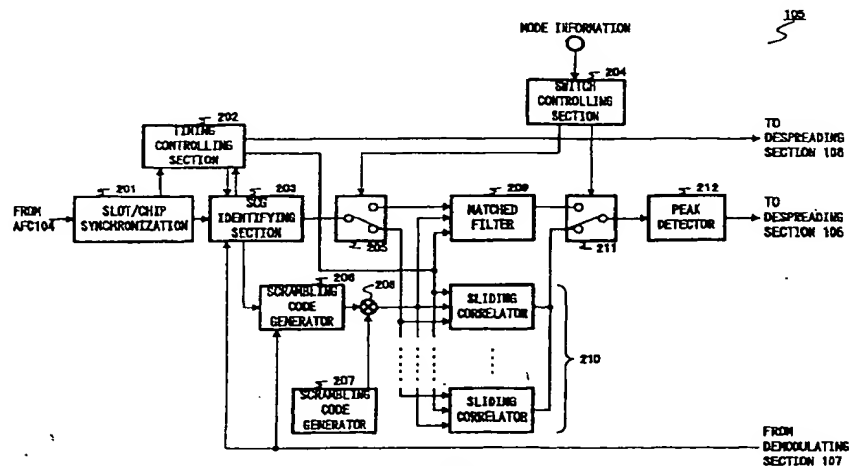 105
MODE INFORMATION
204
SWITCH
CONTROLLING
SECTION
202
TIMING
CONTROLLING
SECTION
TO
DESPREADING
SECTION 106
201
203
209
212
FROM
AFC104
SLOT/CHIP
SYNCHRONIZATION
SCG
IDENTIFYING
SECTION
205
MATCHED
FILTER
211
PEAK
DETECTOR
TO
DESPREADING
SECTION 106
206
208
SCRAMBLING
CODE
GENERATOR
SLIDING
CORRELATOR
210
207
SCRAMBLING
CODE
GENERATOR
SLIDING
CORRELATOR
FROM
DEMODULATING
SECTION 107